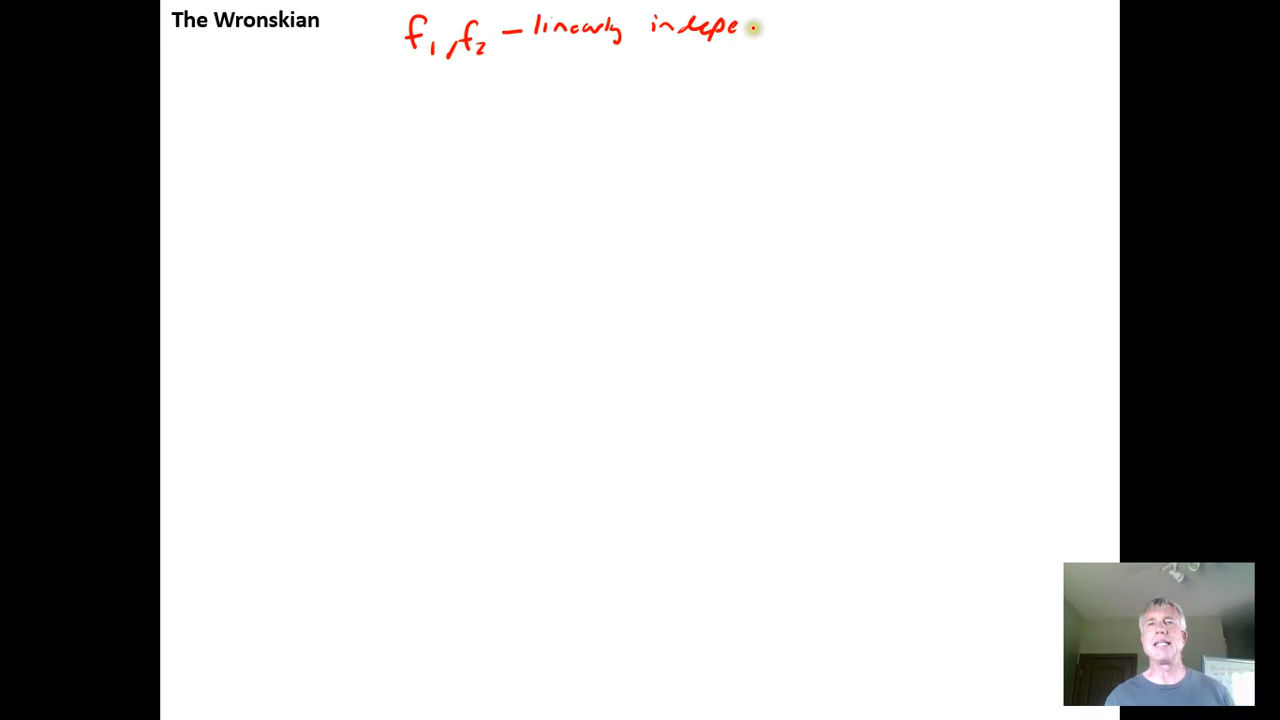 The Wronskian
f₁, f₂ – linearly indepe